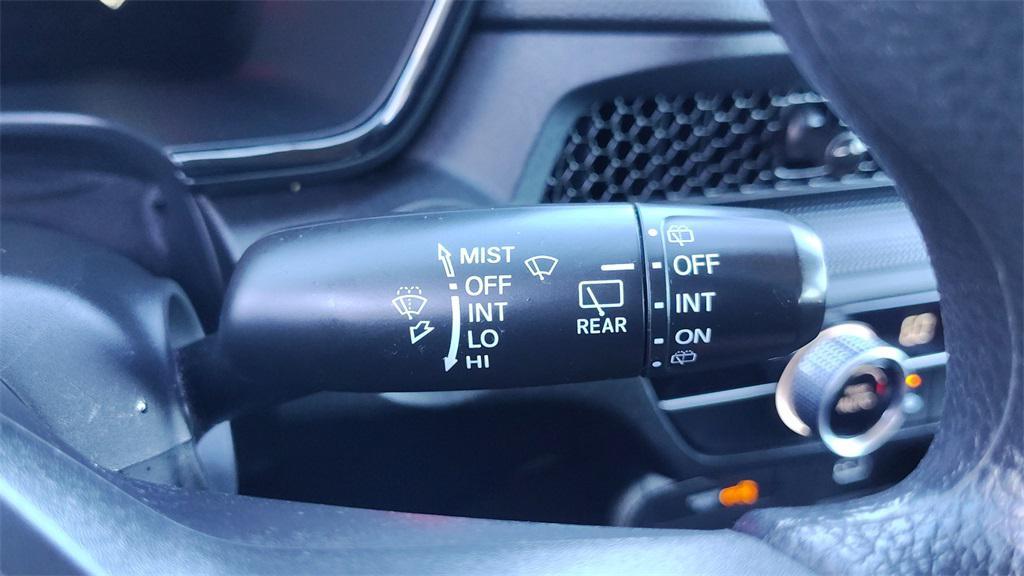 MIST
OFF
INT
LO
HI
REAR
OFF
INT
ON